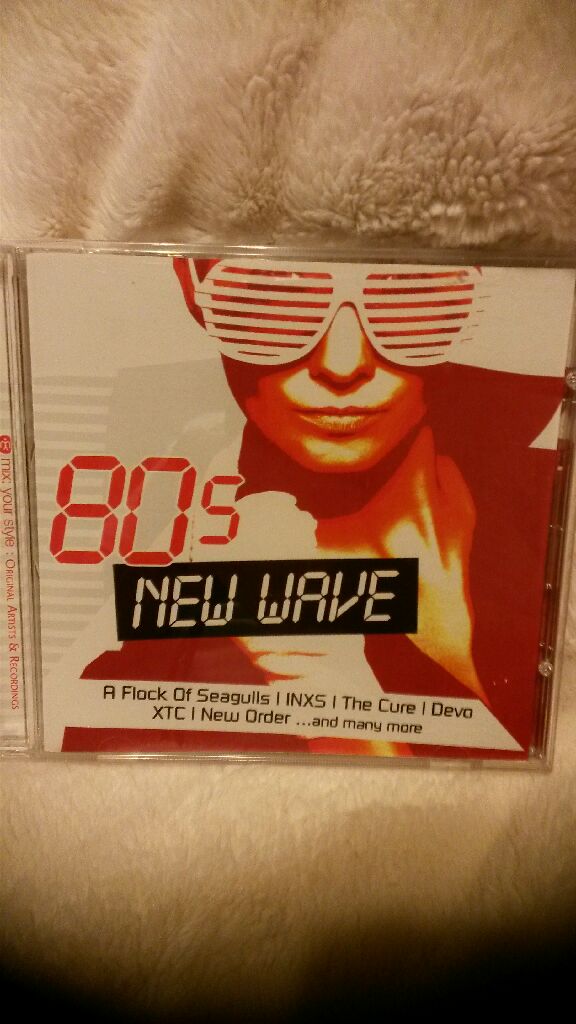 80s
NEW WAVE
A Flock Of Seagulls | INXS | The Cure | Devo
XTC | New Order ...and many more
mix: your style : ORIGINAL ARTISTS & RECORDINGS